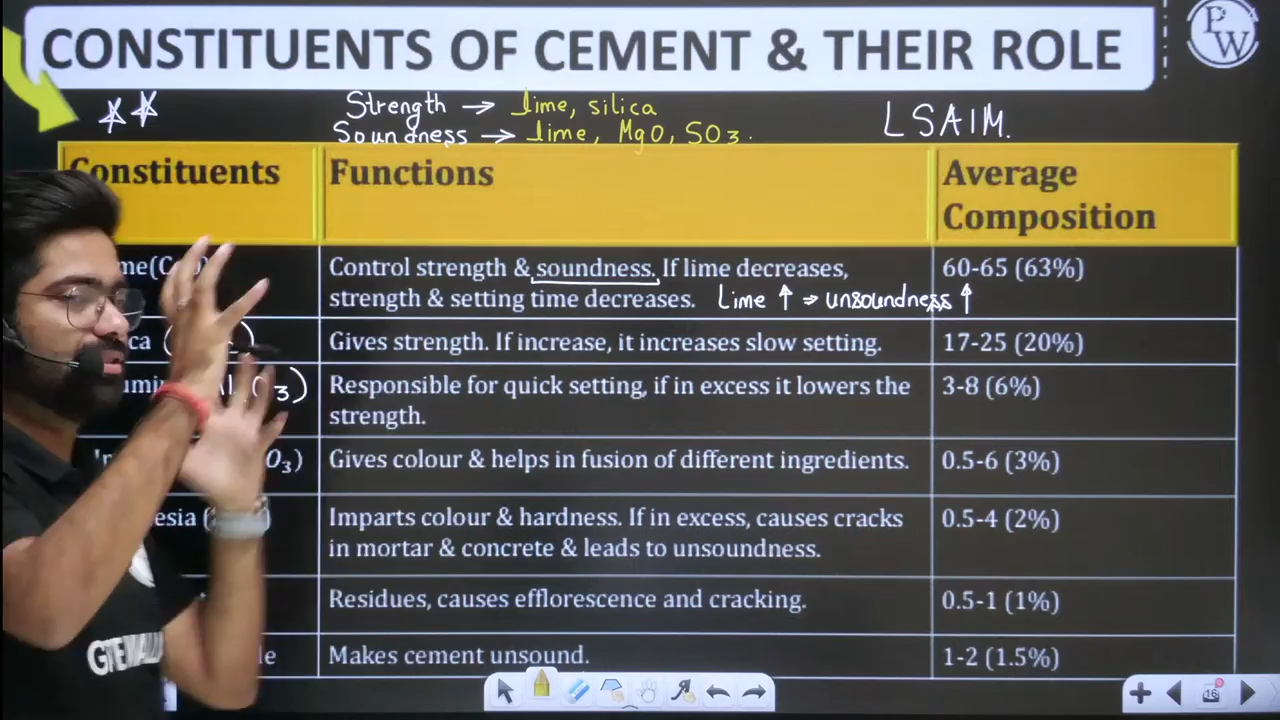 CONSTITUENTS OF CEMENT & THEIR ROLE
PW
Strength → lime, silica
LSAIM.
Soundness → lime, MgO, SO3.
Constituents
Functions
Average
Composition
Control strength & soundness. If lime decreases,
strength & setting time decreases. Lime ↑ ⇒ unsoundness ↑
60-65 (63%)
Gives strength. If increase, it increases slow setting.
17-25 (20%)
Responsible for quick setting, if in excess it lowers the
strength.
3-8 (6%)
Gives colour & helps in fusion of different ingredients.
0.5-6 (3%)
Imparts colour & hardness. If in excess, causes cracks
in mortar & concrete & leads to unsoundness.
0.5-4 (2%)
Residues, causes efflorescence and cracking.
0.5-1 (1%)
Makes cement unsound.
1-2 (1.5%)
16